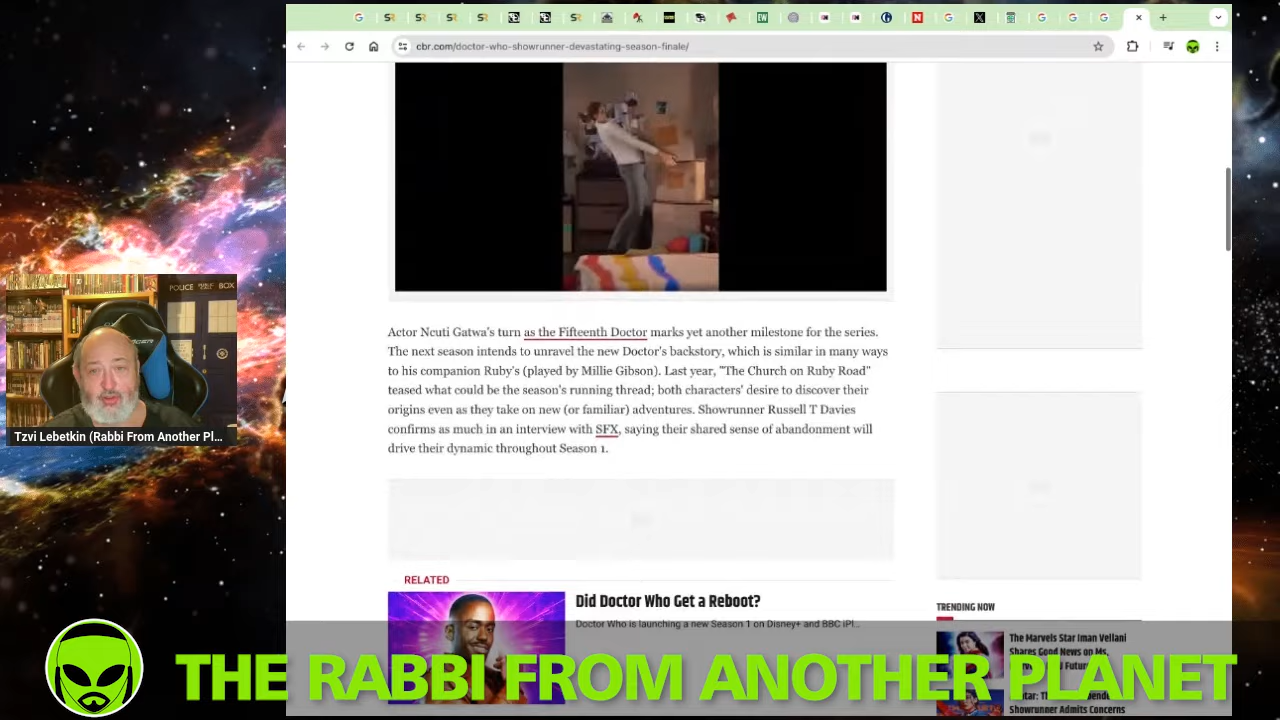 cbr.com/doctor-who-showrunner-devastating-season-finale/
POLICE PUBLIC BOX
Tzvi Lebetkin (Rabbi From Another Pl...
Actor Ncuti Gatwa's turn as the Fifteenth Doctor marks yet another milestone for the series.
The next season intends to unravel the new Doctor's backstory, which is similar in many ways
to his companion Ruby's (played by Millie Gibson). Last year, "The Church on Ruby Road"
teased what could be the season's running thread; both characters' desire to discover their
origins even as they take on new (or familiar) adventures. Showrunner Russell T Davies
confirms as much in an interview with SFX, saying their shared sense of abandonment will
drive their dynamic throughout Season 1.
RELATED
Did Doctor Who Get a Reboot?
Doctor Who is launching a new Season 1 on Disney+ and BBC iPl...
TRENDING NOW
The Marvels Star Iman Vellani
Shares Good News on Ms.
Futur
Showrunner Admits Concerns
THE RABBI FROM ANOTHER PLANET